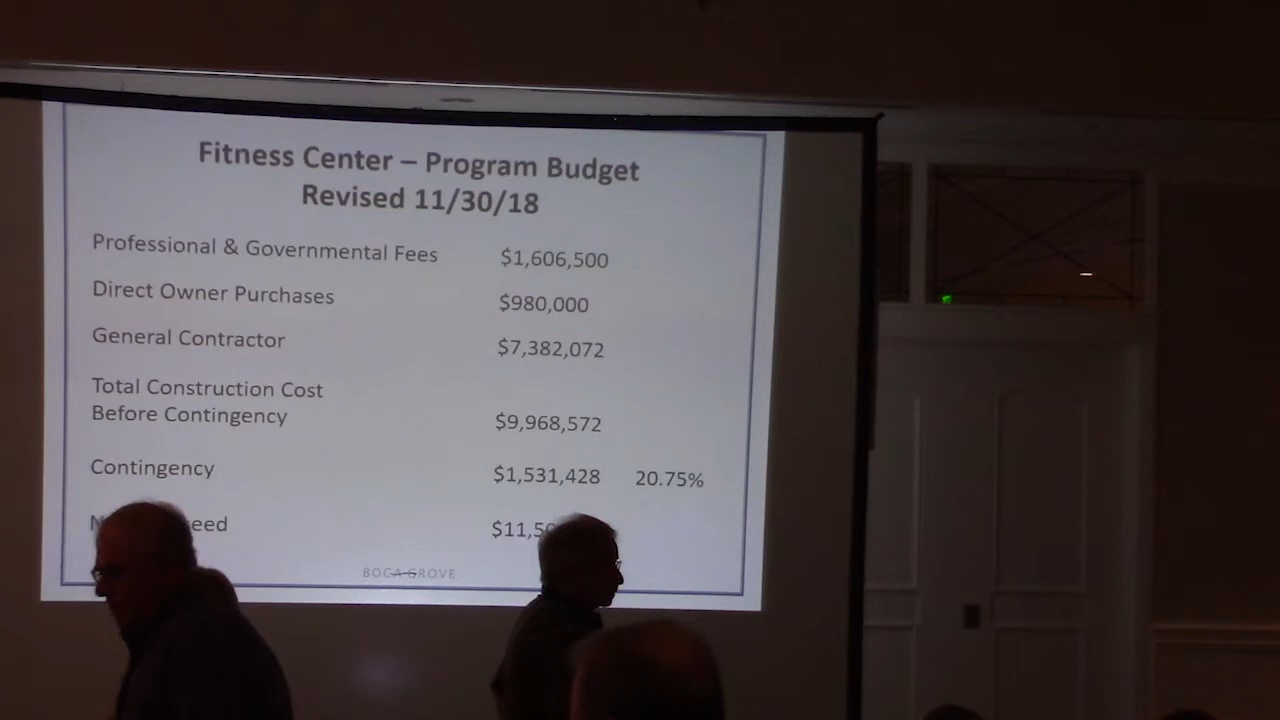 Fitness Center – Program Budget
Revised 11/30/18
Professional & Governmental Fees $1,606,500
Direct Owner Purchases $980,000
General Contractor $7,382,072
Total Construction Cost
Before Contingency $9,968,572
Contingency $1,531,428 20.75%
BOCA GROVE